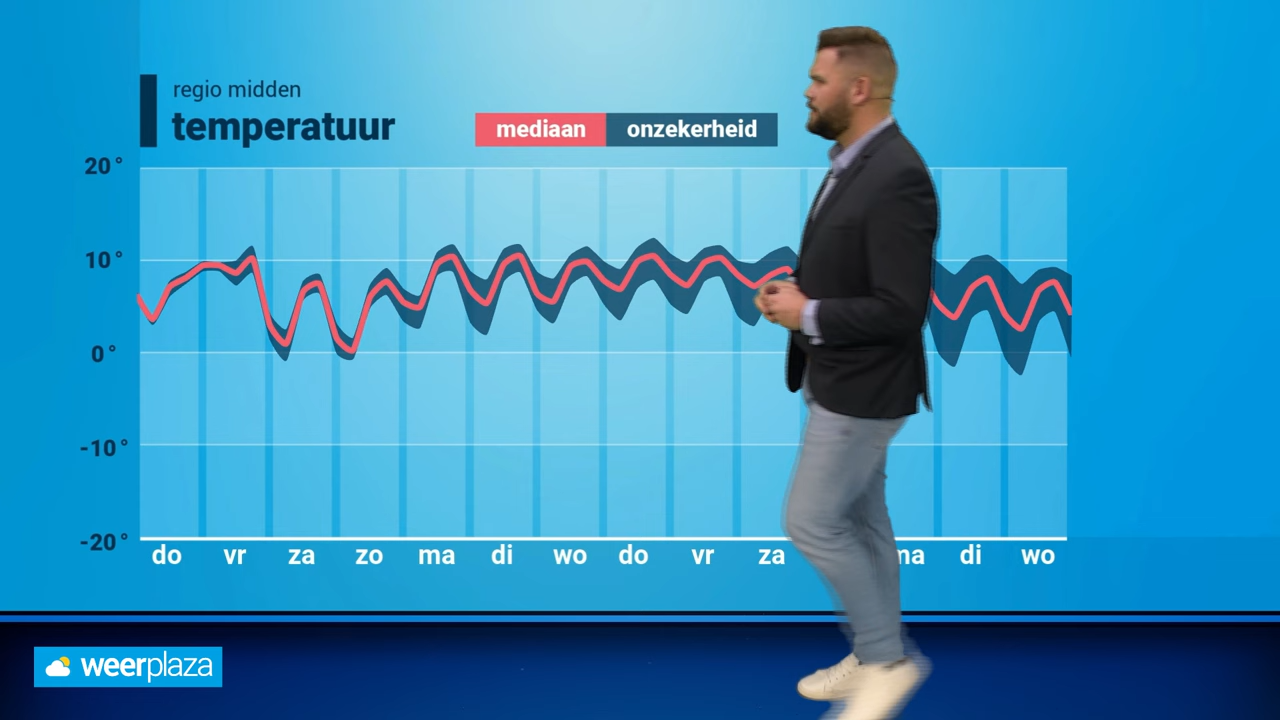 regio midden
temperatuur
mediaan onzekerheid
20°
10°
0°
-10°
-20°
do vr za zo ma di wo do vr za ma di wo
weerplaza